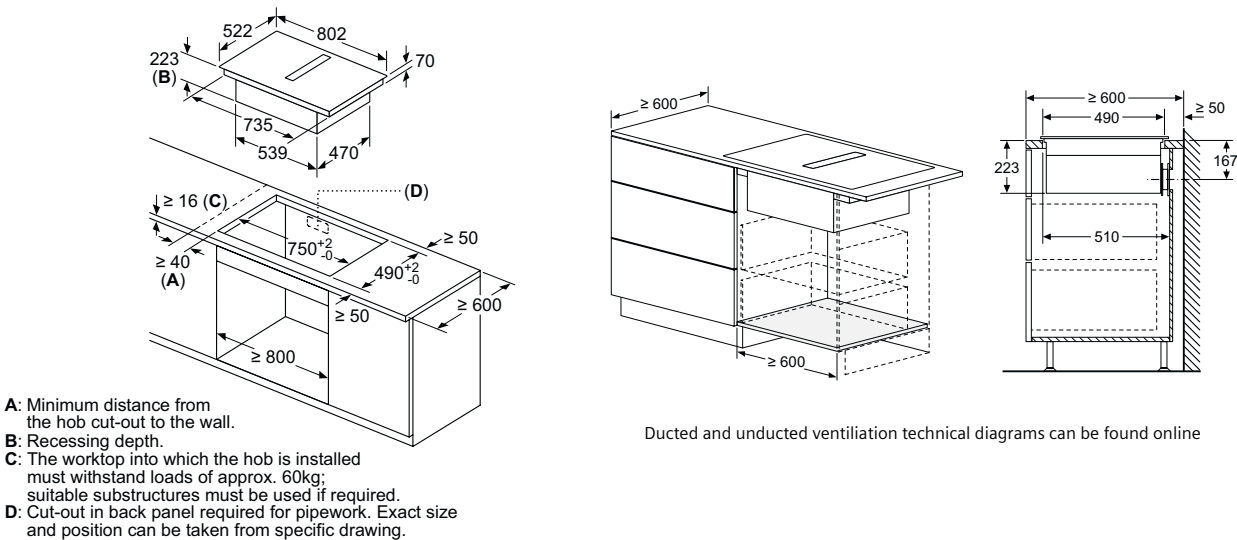 522
802
223
(B)
70
735
539
470
(D)
≥ 16 (C)
≥ 50
750+2-0
490+2-0
≥ 40
(A)
≥ 50
≥ 600
≥ 800
A: Minimum distance from
the hob cut-out to the wall.
B: Recessing depth.
C: The worktop into which the hob is installed
must withstand loads of approx. 60kg;
suitable substructures must be used if required.
D: Cut-out in back panel required for pipework. Exact size
and position can be taken from specific drawing.
≥ 600
≥ 600
≥ 600
≥ 50
490
223
167
510
Ducted and unducted ventiliation technical diagrams can be found online